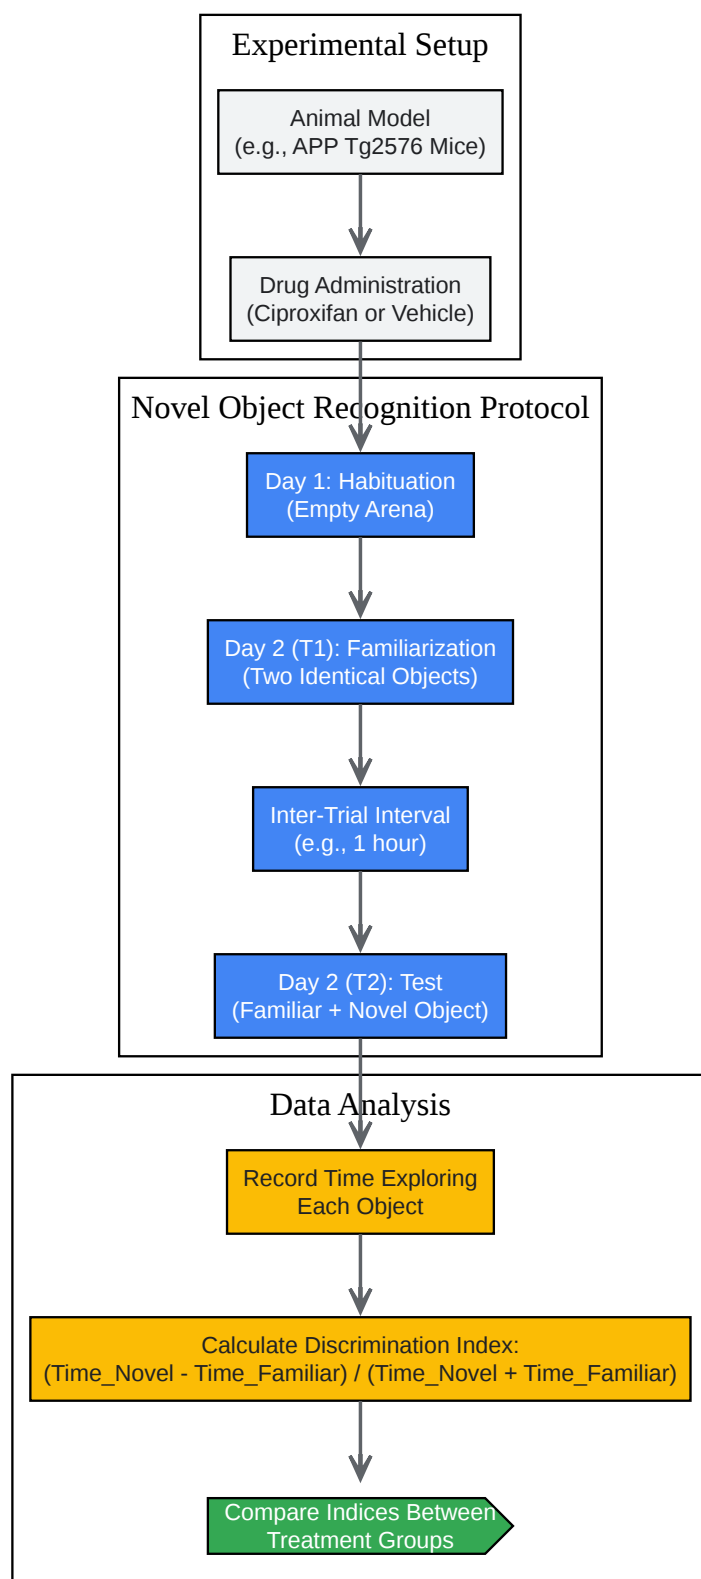 Experimental Setup
Animal Model
(e.g., APP Tg2576 Mice)
Drug Administration
(Ciproxifan or Vehicle)
Novel Object Recognition Protocol
Day 1: Habituation
(Empty Arena)
Day 2 (T1): Familiarization
(Two Identical Objects)
Inter-Trial Interval
(e.g., 1 hour)
Day 2 (T2): Test
(Familiar + Novel Object)
Data Analysis
Record Time Exploring
Each Object
Calculate Discrimination Index:
(Time_Novel - Time_Familiar) / (Time_Novel + Time_Familiar)
Compare Indices Between
Treatment Groups